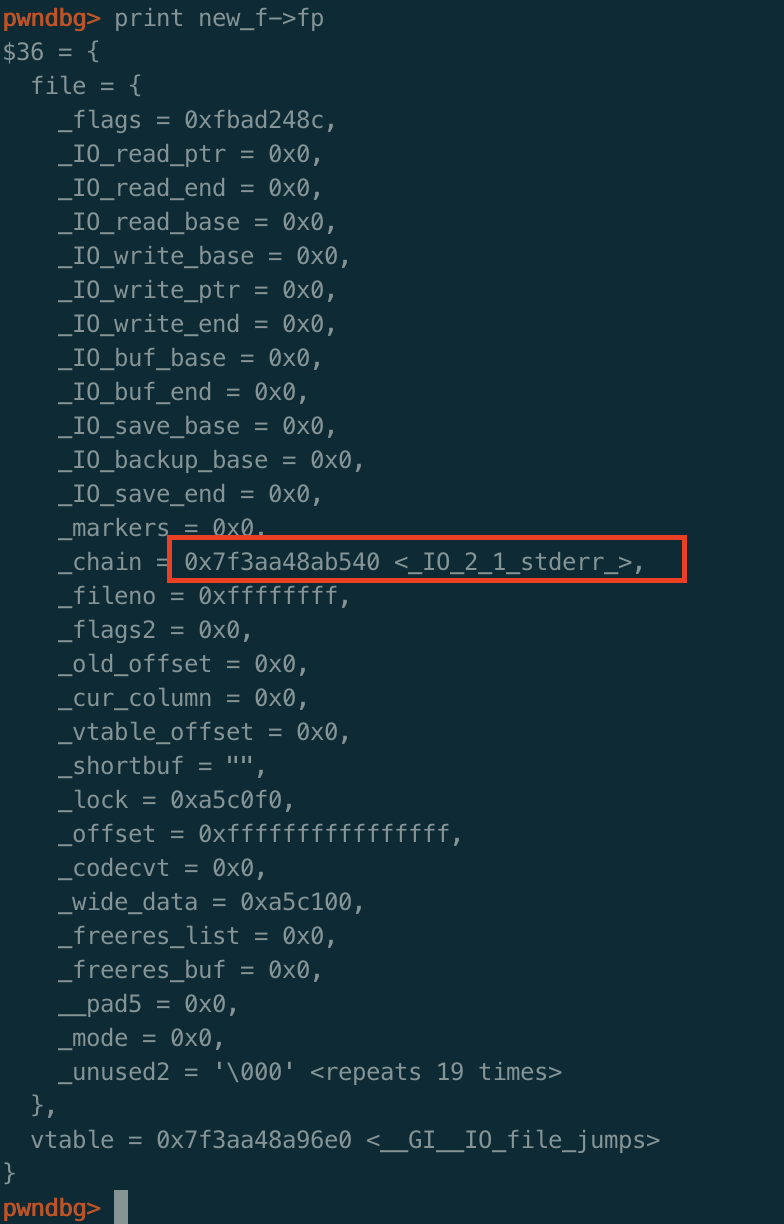 pwndbg> print new_f->fp
$36 = {
  file = {
    _flags = 0xfbad248c,
    _IO_read_ptr = 0x0,
    _IO_read_end = 0x0,
    _IO_read_base = 0x0,
    _IO_write_base = 0x0,
    _IO_write_ptr = 0x0,
    _IO_write_end = 0x0,
    _IO_buf_base = 0x0,
    _IO_buf_end = 0x0,
    _IO_save_base = 0x0,
    _IO_backup_base = 0x0,
    _IO_save_end = 0x0,
    _markers = 0x0,
    _chain = 0x7f3aa48ab540 <_IO_2_1_stderr_>,
    _fileno = 0xffffffff,
    _flags2 = 0x0,
    _old_offset = 0x0,
    _cur_column = 0x0,
    _vtable_offset = 0x0,
    _shortbuf = "",
    _lock = 0xa5c0f0,
    _offset = 0xffffffffffffffff,
    _codecvt = 0x0,
    _wide_data = 0xa5c100,
    _freeres_list = 0x0,
    _freeres_buf = 0x0,
    __pad5 = 0x0,
    _mode = 0x0,
    _unused2 = '\000' <repeats 19 times>
  },
  vtable = 0x7f3aa48a96e0 <__GI__IO_file_jumps>
}
pwndbg>